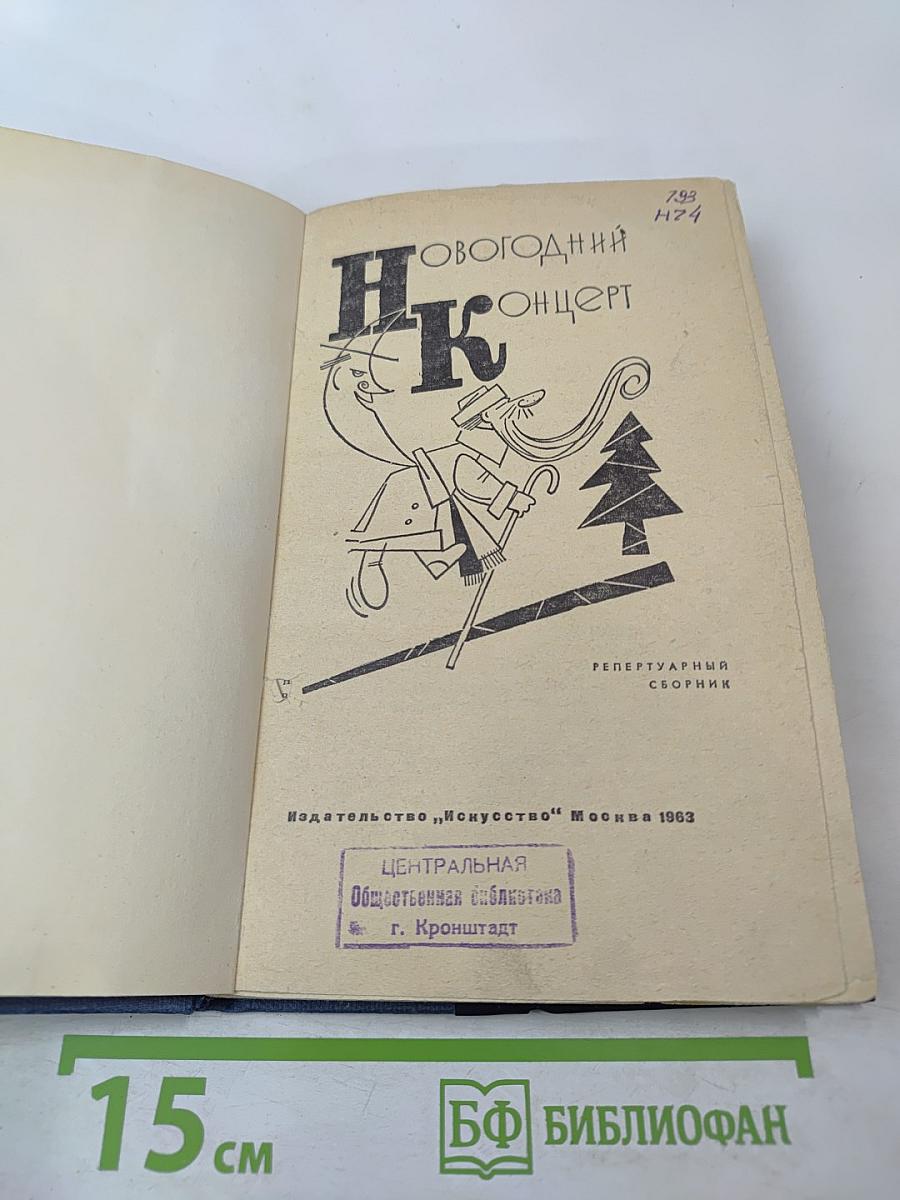 793
Н74
Новогодний
Концерт
РЕПЕРТУАРНЫЙ
СБОРНИК
Издательство „Искусство“ Москва 1963
ЦЕНТРАЛЬНАЯ
Общественная библиотека
г. Кронштадт
15 см
БФ БИБЛИОФАН